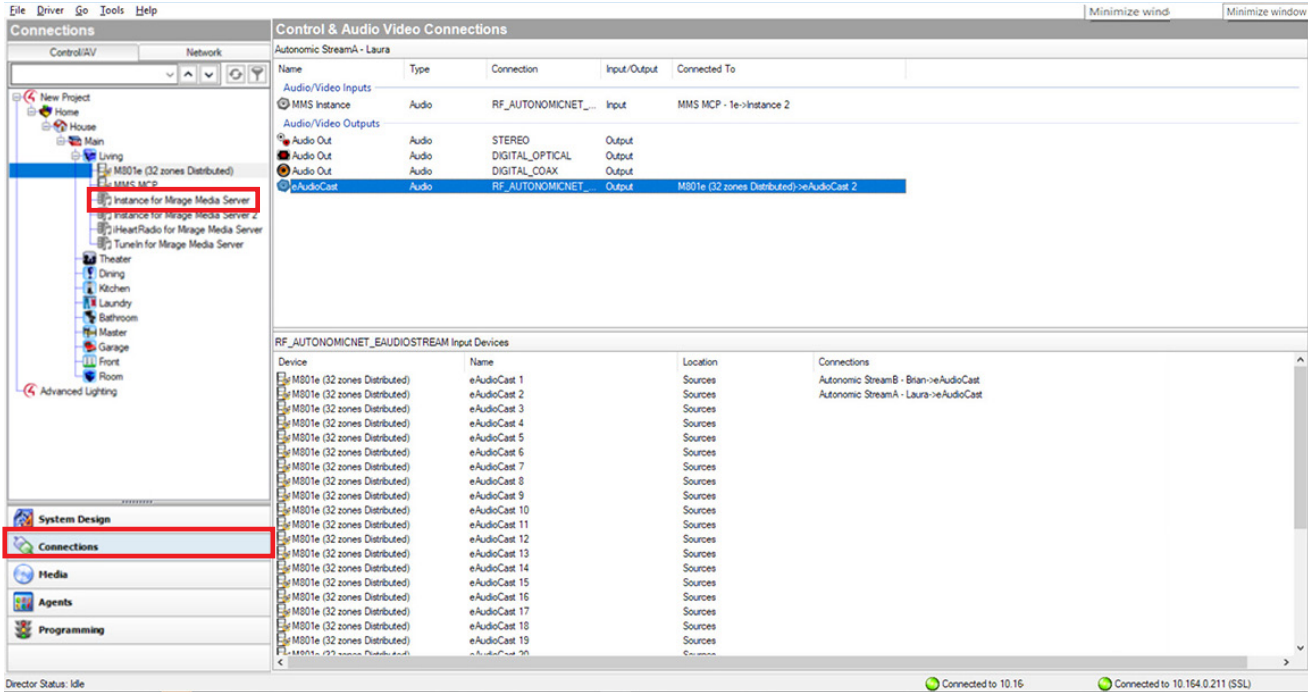 File Driver Go Tools Help
Minimize wind
Minimize window
Connections
Control & Audio Video Connections
Control/AV Network
Autonomic StreamA - Laura
Name Type Connection Input/Output Connected To
Audio/Video Inputs
MMS Instance Audio RF_AUTONOMICNET_... Input MMS MCP - 1e->Instance 2
Audio/Video Outputs
Audio Out Audio STEREO Output
Audio Out Audio DIGITAL_OPTICAL Output
Audio Out Audio DIGITAL_COAX Output
eAudioCast Audio RF_AUTONOMICNET_... Output M801e (32 zones Distributed)->eAudioCast 2
New Project
Home
House
Main
Living
M801e (32 zones Distributed)
MMS MCP
Instance for Mirage Media Server
Instance for Mirage Media Server 2
iHeartRadio for Mirage Media Server
TuneIn for Mirage Media Server
Theater
Dining
Kitchen
Laundry
Bathroom
Master
Garage
Front
Room
Advanced Lighting
RF_AUTONOMICNET_EAUDIOSTREAM Input Devices
Device Name Location Connections
M801e (32 zones Distributed) eAudioCast 1 Sources Autonomic StreamB - Brian->eAudioCast
M801e (32 zones Distributed) eAudioCast 2 Sources Autonomic StreamA - Laura->eAudioCast
M801e (32 zones Distributed) eAudioCast 3 Sources
M801e (32 zones Distributed) eAudioCast 4 Sources
M801e (32 zones Distributed) eAudioCast 5 Sources
M801e (32 zones Distributed) eAudioCast 6 Sources
M801e (32 zones Distributed) eAudioCast 7 Sources
M801e (32 zones Distributed) eAudioCast 8 Sources
M801e (32 zones Distributed) eAudioCast 9 Sources
M801e (32 zones Distributed) eAudioCast 10 Sources
M801e (32 zones Distributed) eAudioCast 11 Sources
M801e (32 zones Distributed) eAudioCast 12 Sources
M801e (32 zones Distributed) eAudioCast 13 Sources
M801e (32 zones Distributed) eAudioCast 14 Sources
M801e (32 zones Distributed) eAudioCast 15 Sources
M801e (32 zones Distributed) eAudioCast 16 Sources
M801e (32 zones Distributed) eAudioCast 17 Sources
M801e (32 zones Distributed) eAudioCast 18 Sources
M801e (32 zones Distributed) eAudioCast 19 Sources
M801e (32 zones Distributed) eAudioCast 20 Sources
System Design
Connections
Media
Agents
Programming
Director Status: Idle
Connected to 10.16
Connected to 10.164.0.211 (SSL)